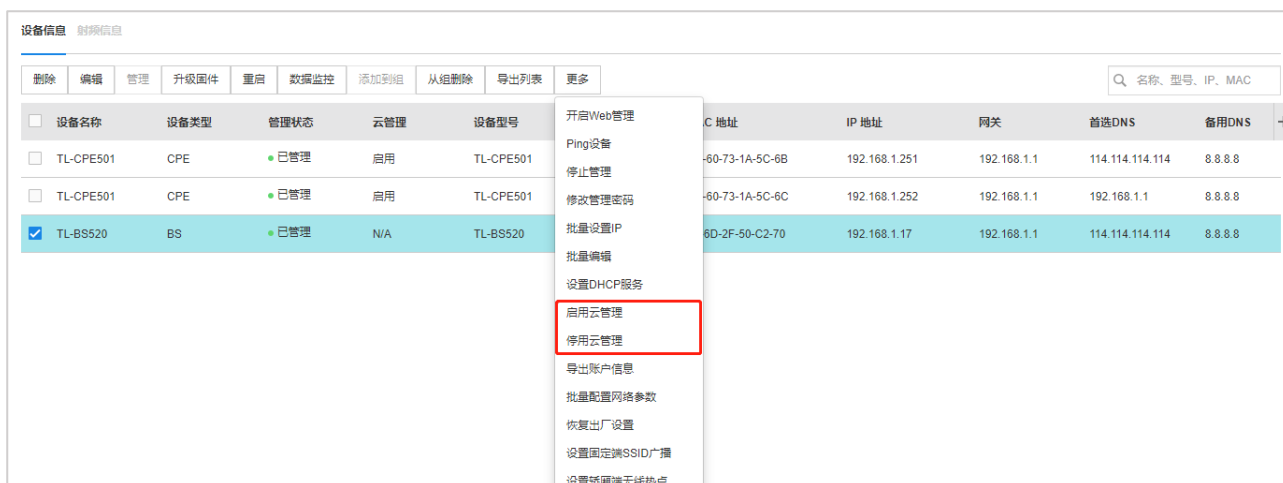 设备信息 射频信息
删除 编辑 管理 升级固件 重启 数据监控 添加到组 从组删除 导出列表 更多 名称、型号、IP、MAC
设备名称 设备类型 管理状态 云管理 设备型号 C 地址 IP 地址 网关 首选DNS 备用DNS
TL-CPE501 CPE 已管理 启用 TL-CPE501 -60-73-1A-5C-6B 192.168.1.251 192.168.1.1 114.114.114.114 8.8.8.8
TL-CPE501 CPE 已管理 启用 TL-CPE501 -60-73-1A-5C-6C 192.168.1.252 192.168.1.1 192.168.1.1 8.8.8.8
TL-BS520 BS 已管理 N/A TL-BS520 6D-2F-50-C2-70 192.168.1.17 192.168.1.1 114.114.114.114 8.8.8.8
开启Web管理
Ping设备
停止管理
修改管理密码
批量设置IP
批量编辑
设置DHCP服务
启用云管理
停用云管理
导出账户信息
批量配置网络参数
恢复出厂设置
设置固定端SSID广播
设置轿厢端无线热点